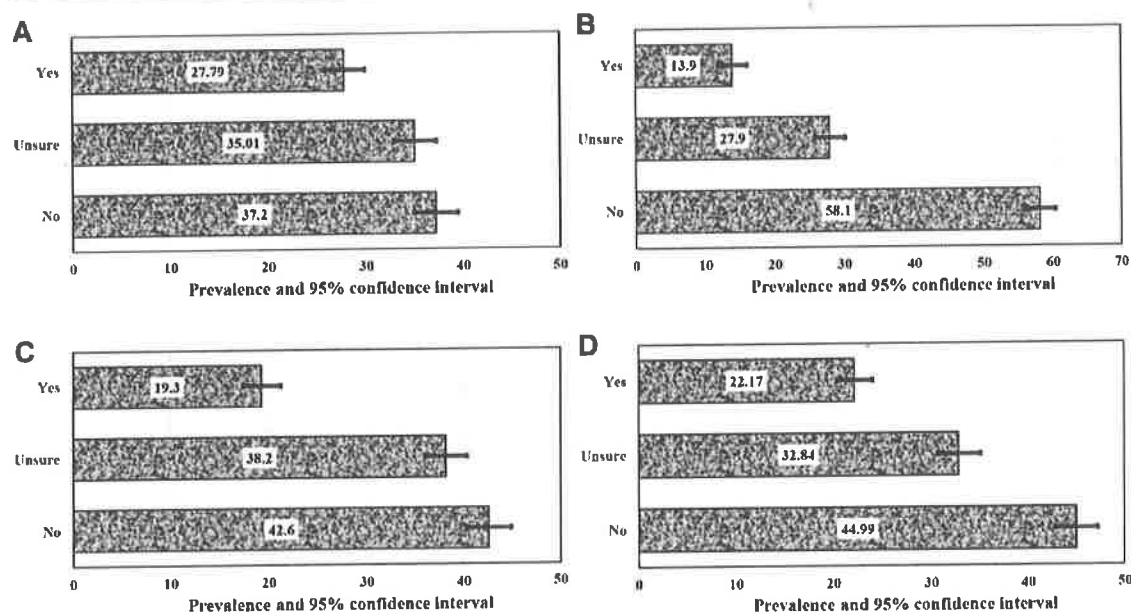 A
Yes
27.79
Unsure
35.01
No
37.2
0 10 20 30 40 50
Prevalence and 95% confidence interval
B
Yes
13.9
Unsure
27.9
No
58.1
0 10 20 30 40 50 60 70
Prevalence and 95% confidence interval
C
Yes
19.3
Unsure
38.2
No
42.6
0 10 20 30 40 50
Prevalence and 95% confidence interval
D
Yes
22.17
Unsure
32.84
No
44.99
0 10 20 30 40 50
Prevalence and 95% confidence interval